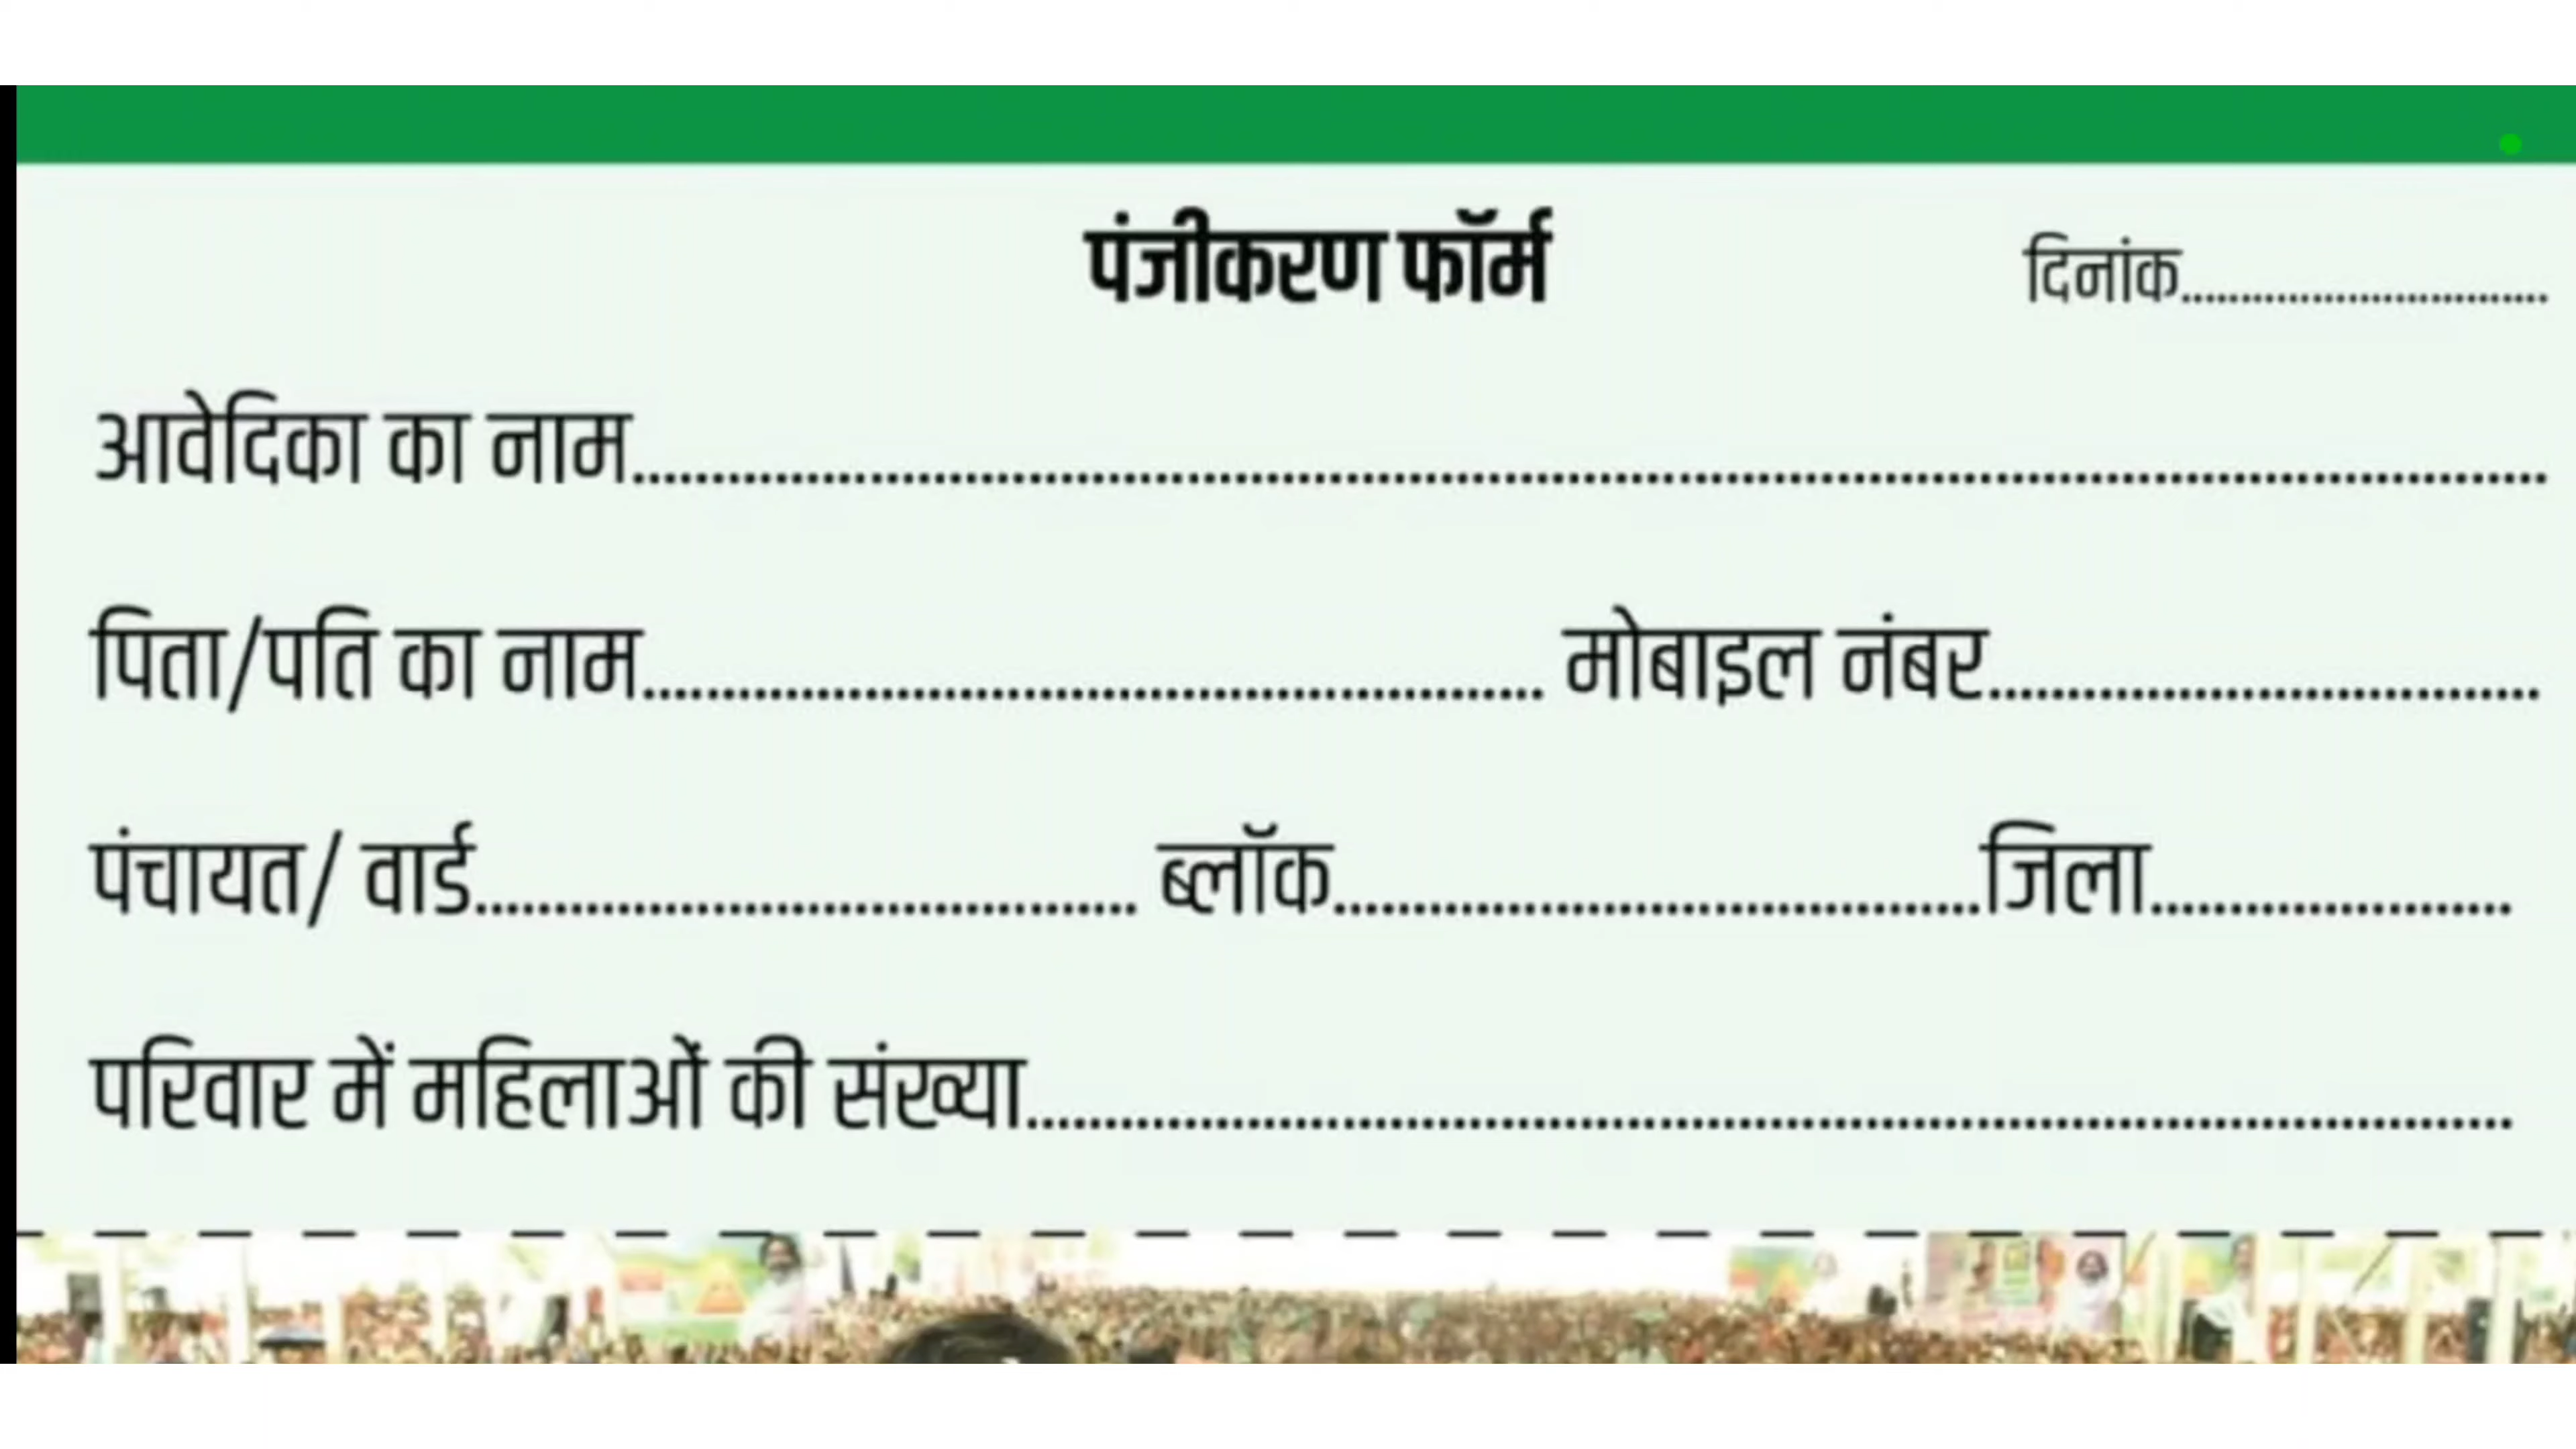 पंजीकरण फॉर्म दिनांक..............................
आवेदिका का नाम........................................................................................................................
पिता/पति का नाम......................................................... मोबाइल नंबर...................................
पंचायत/ वार्ड.......................................... ब्लॉक.........................................जिला.......................
परिवार में महिलाओं की संख्या..............................................................................................